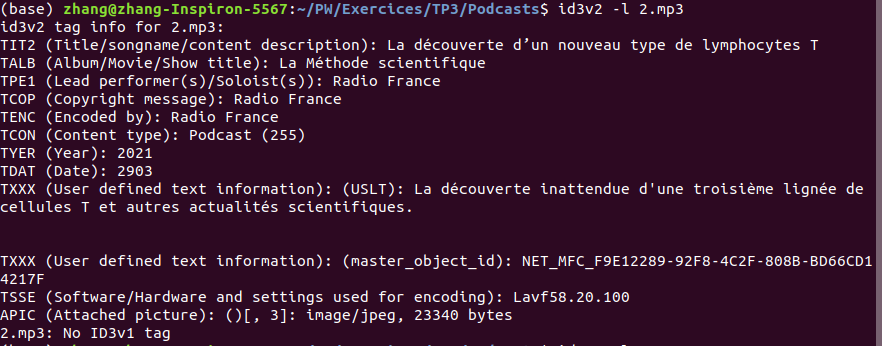 (base) zhang@zhang-Inspiron-5567:~/PW/Exercices/TP3/Podcasts$ id3v2 -l 2.mp3
id3v2 tag info for 2.mp3:
TIT2 (Title/songname/content description): La découverte d’un nouveau type de lymphocytes T
TALB (Album/Movie/Show title): La Méthode scientifique
TPE1 (Lead performer(s)/Soloist(s)): Radio France
TCOP (Copyright message): Radio France
TENC (Encoded by): Radio France
TCON (Content type): Podcast (255)
TYER (Year): 2021
TDAT (Date): 2903
TXXX (User defined text information): (USLT): La découverte inattendue d'une troisième lignée de
cellules T et autres actualités scientifiques.
TXXX (User defined text information): (master_object_id): NET_MFC_F9E12289-92F8-4C2F-808B-BD66CD1
4217F
TSSE (Software/Hardware and settings used for encoding): Lavf58.20.100
APIC (Attached picture): ()[, 3]: image/jpeg, 23340 bytes
2.mp3: No ID3v1 tag